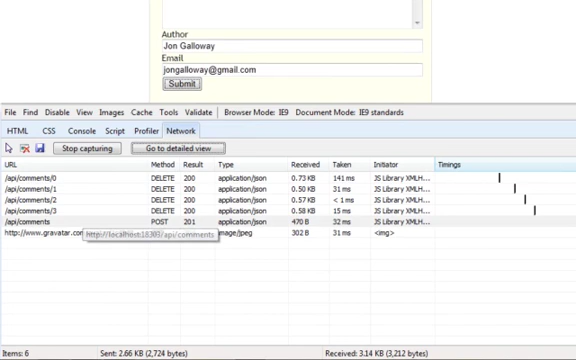 Author
Jon Galloway
Email
jongalloway@gmail.com
Submit
File Find Disable View Images Cache Tools Validate Browser Mode: IE9 Document Mode: IE9 standards
HTML CSS Console Script Profiler Network
Stop capturing Go to detailed view
URL Method Result Type Received Taken Initiator Timings
/api/comments/0 DELETE 200 application/json 0.73 KB 141 ms JS Library XMLH...
/api/comments/1 DELETE 200 application/json 0.50 KB 31 ms JS Library XMLH...
/api/comments/2 DELETE 200 application/json 0.57 KB < 1 ms JS Library XMLH...
/api/comments/3 DELETE 200 application/json 0.58 KB 15 ms JS Library XMLH...
/api/comments POST 201 application/json 470 B 32 ms JS Library XMLH...
http://www.gravatar.com image/jpeg 302 B 31 ms <img>
http://localhost:18303/api/comments
Items: 6 Sent: 2.66 KB (2,724 bytes) Received: 3.14 KB (3,212 bytes)